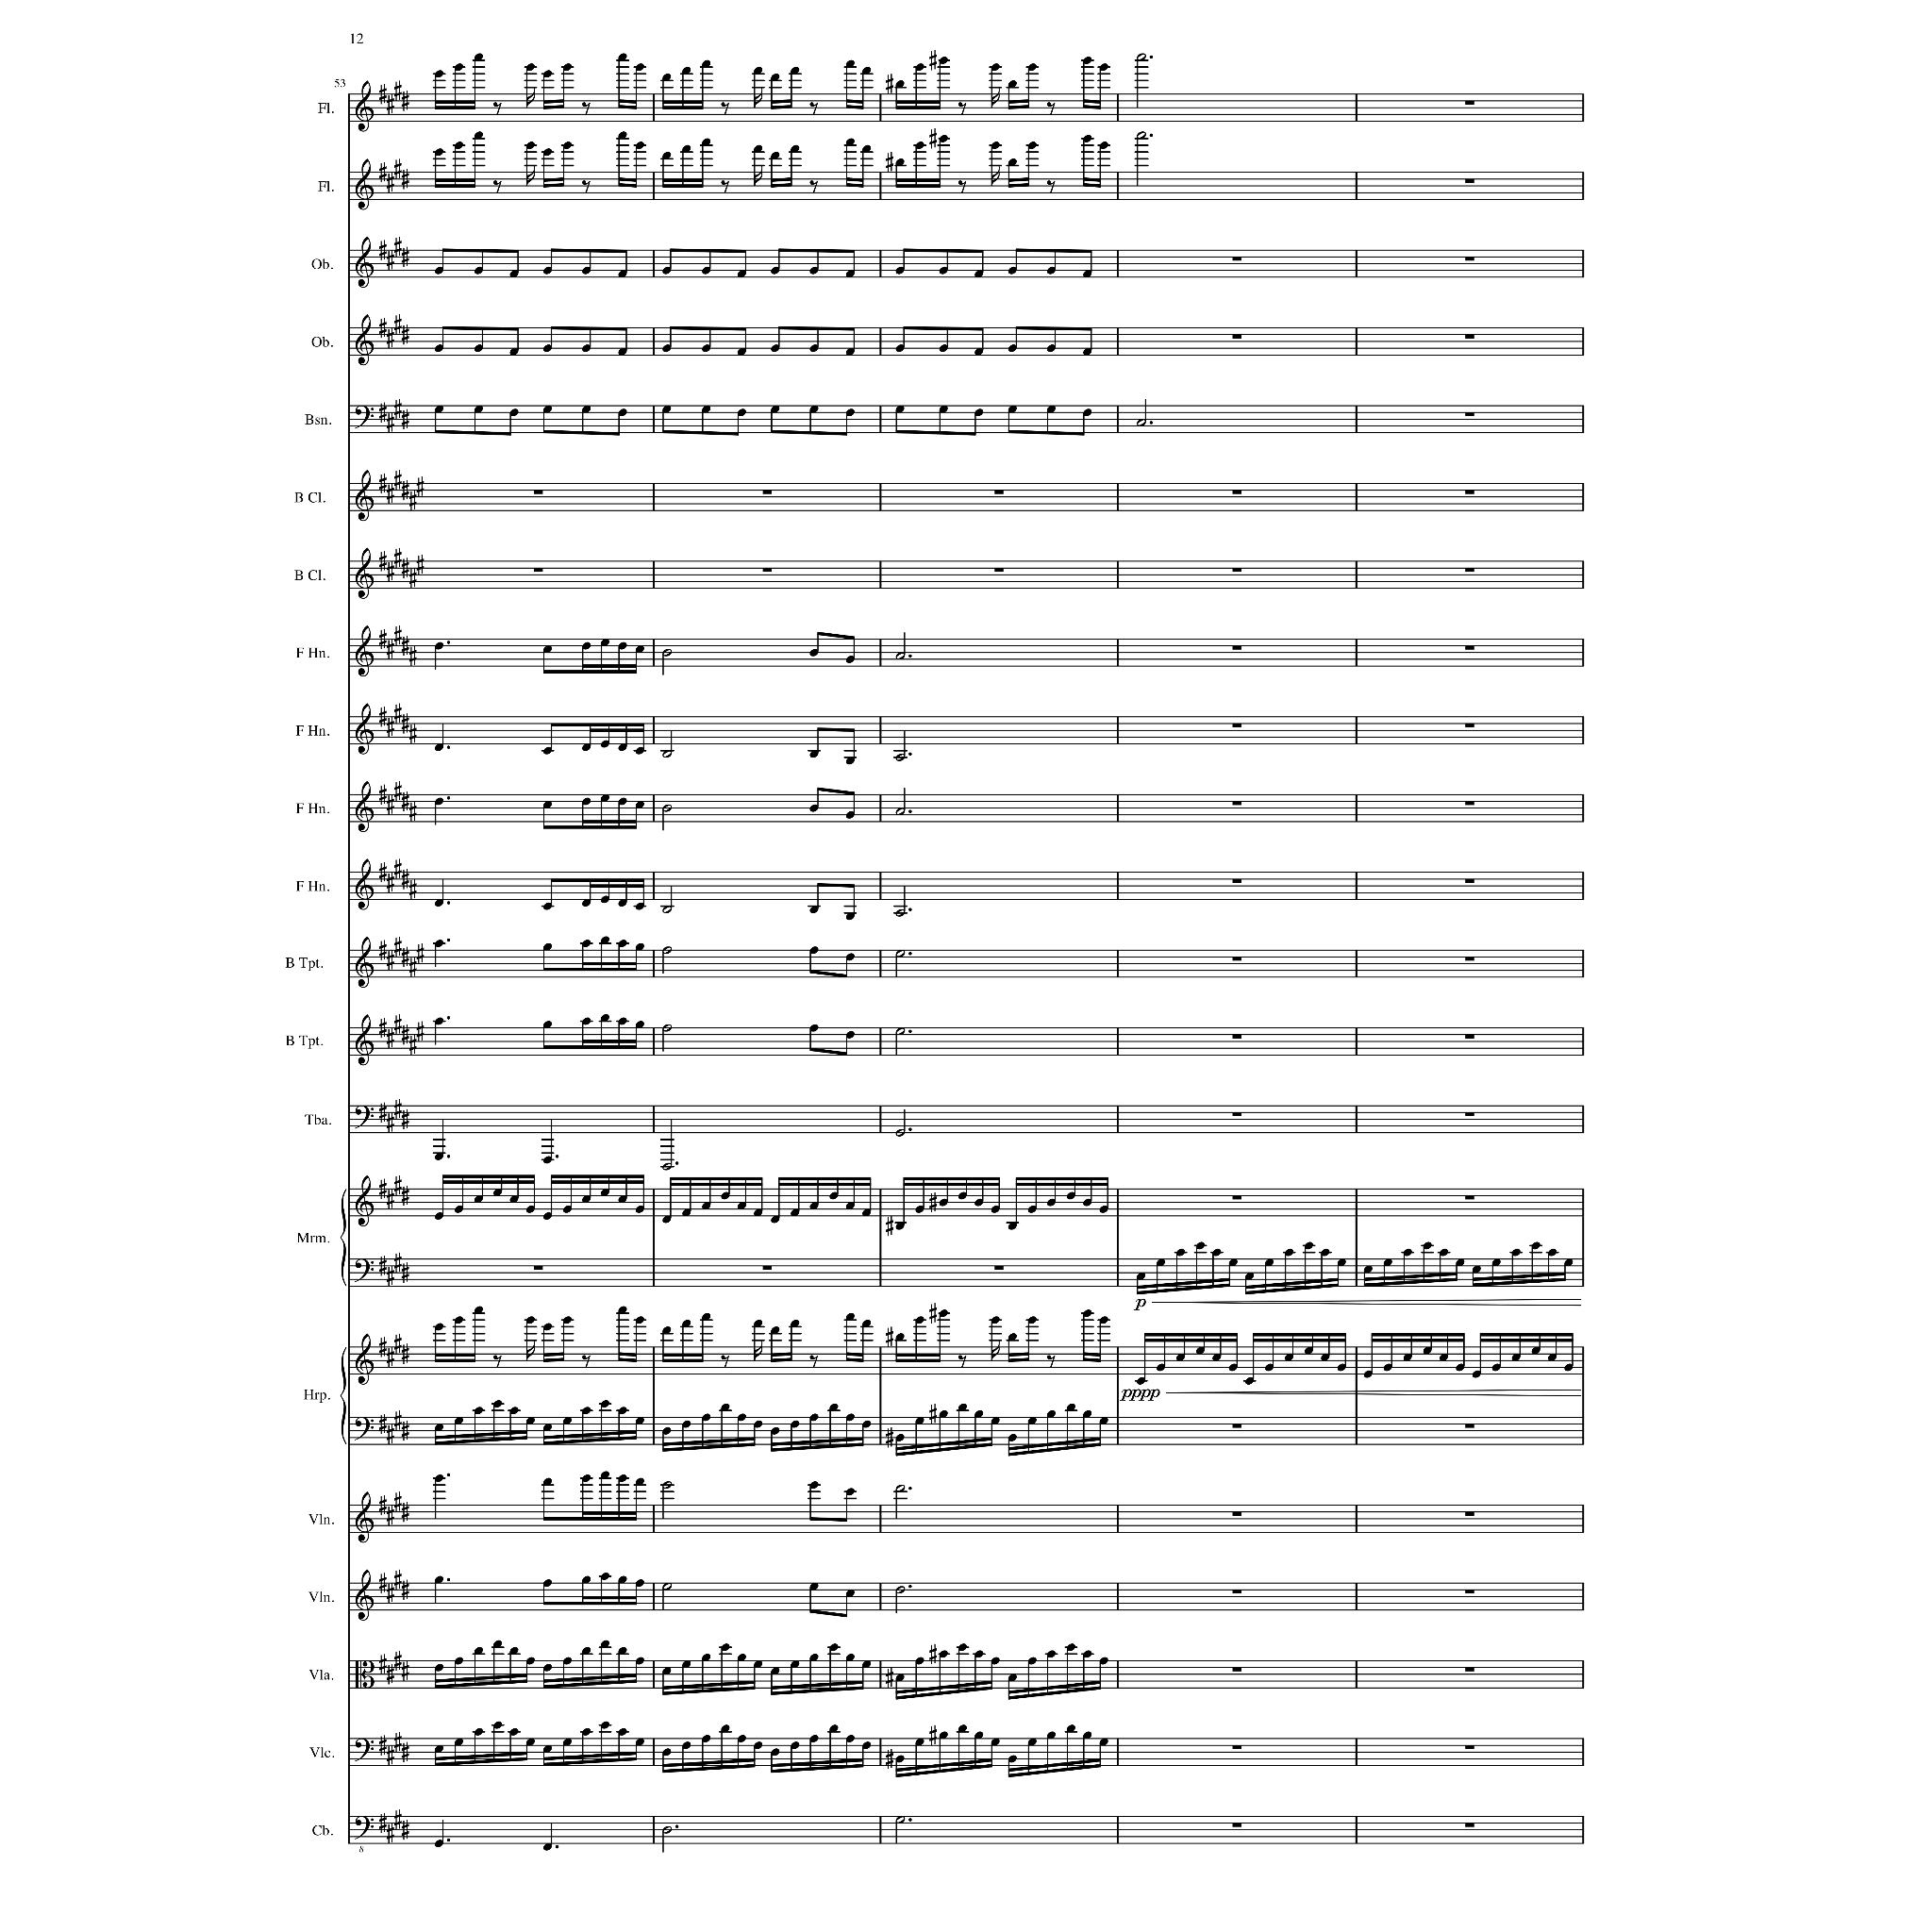 12
53
Fl.
Fl.
Ob.
Ob.
Bsn.
B Cl.
B Cl.
F Hn.
F Hn.
F Hn.
F Hn.
B Tpt.
B Tpt.
Tba.
Mrm.
p
pppp
Hrp.
Vln.
Vln.
Vla.
Vlc.
Cb.
8